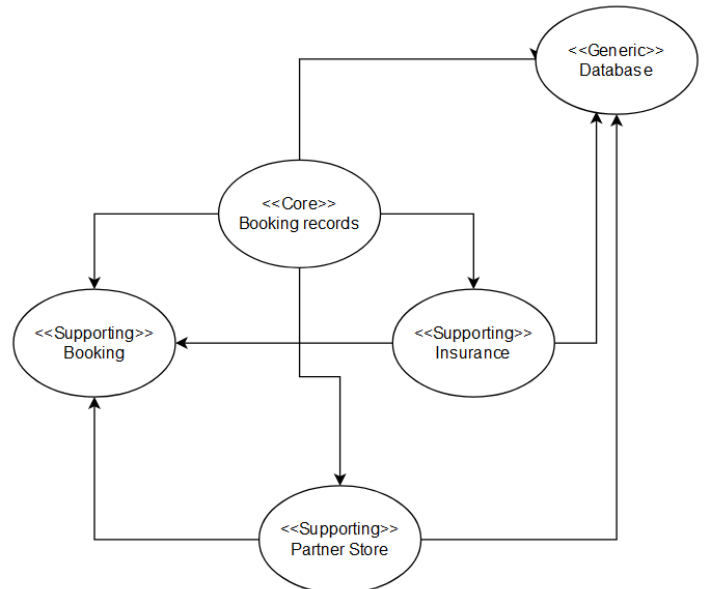 <<Generic>>
Database
<<Core>>
Booking records
<<Supporting>>
Booking
<<Supporting>>
Insurance
<<Supporting>>
Partner Store